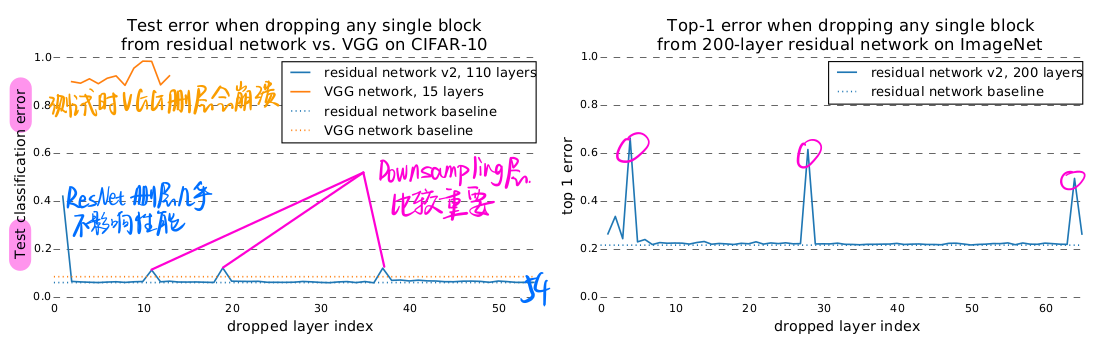 Test error when dropping any single block
from residual network vs. VGG on CIFAR-10
Test classification error
1.0
0.8
0.6
0.4
0.2
0.0
residual network v2, 110 layers
VGG network, 15 layers
residual network baseline
VGG network baseline
测试时VGG删层会崩溃
ResNet删层几乎
不影响性能
Downsampling层
比较重要
54
0
10
20
30
40
50
dropped layer index
Top-1 error when dropping any single block
from 200-layer residual network on ImageNet
top 1 error
1.0
0.8
0.6
0.4
0.2
0.0
residual network v2, 200 layers
residual network baseline
0
10
20
30
40
50
60
dropped layer index